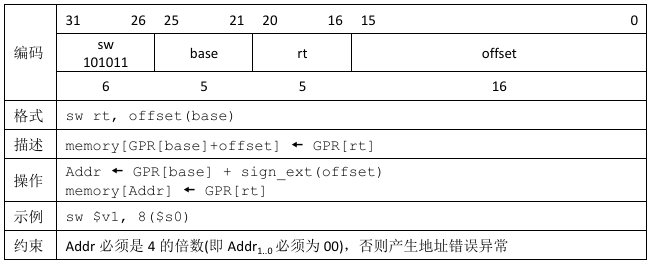 31 26 25 21 20 16 15 0
编码
sw
101011
base rt offset
6 5 5 16
格式 sw rt, offset(base)
描述 memory[GPR[base]+offset] ← GPR[rt]
操作 Addr ← GPR[base] + sign_ext(offset)
memory[Addr] ← GPR[rt]
示例 sw $v1, 8($s0)
约束 Addr 必须是 4 的倍数(即 Addr1..0 必须为 00)，否则产生地址错误异常